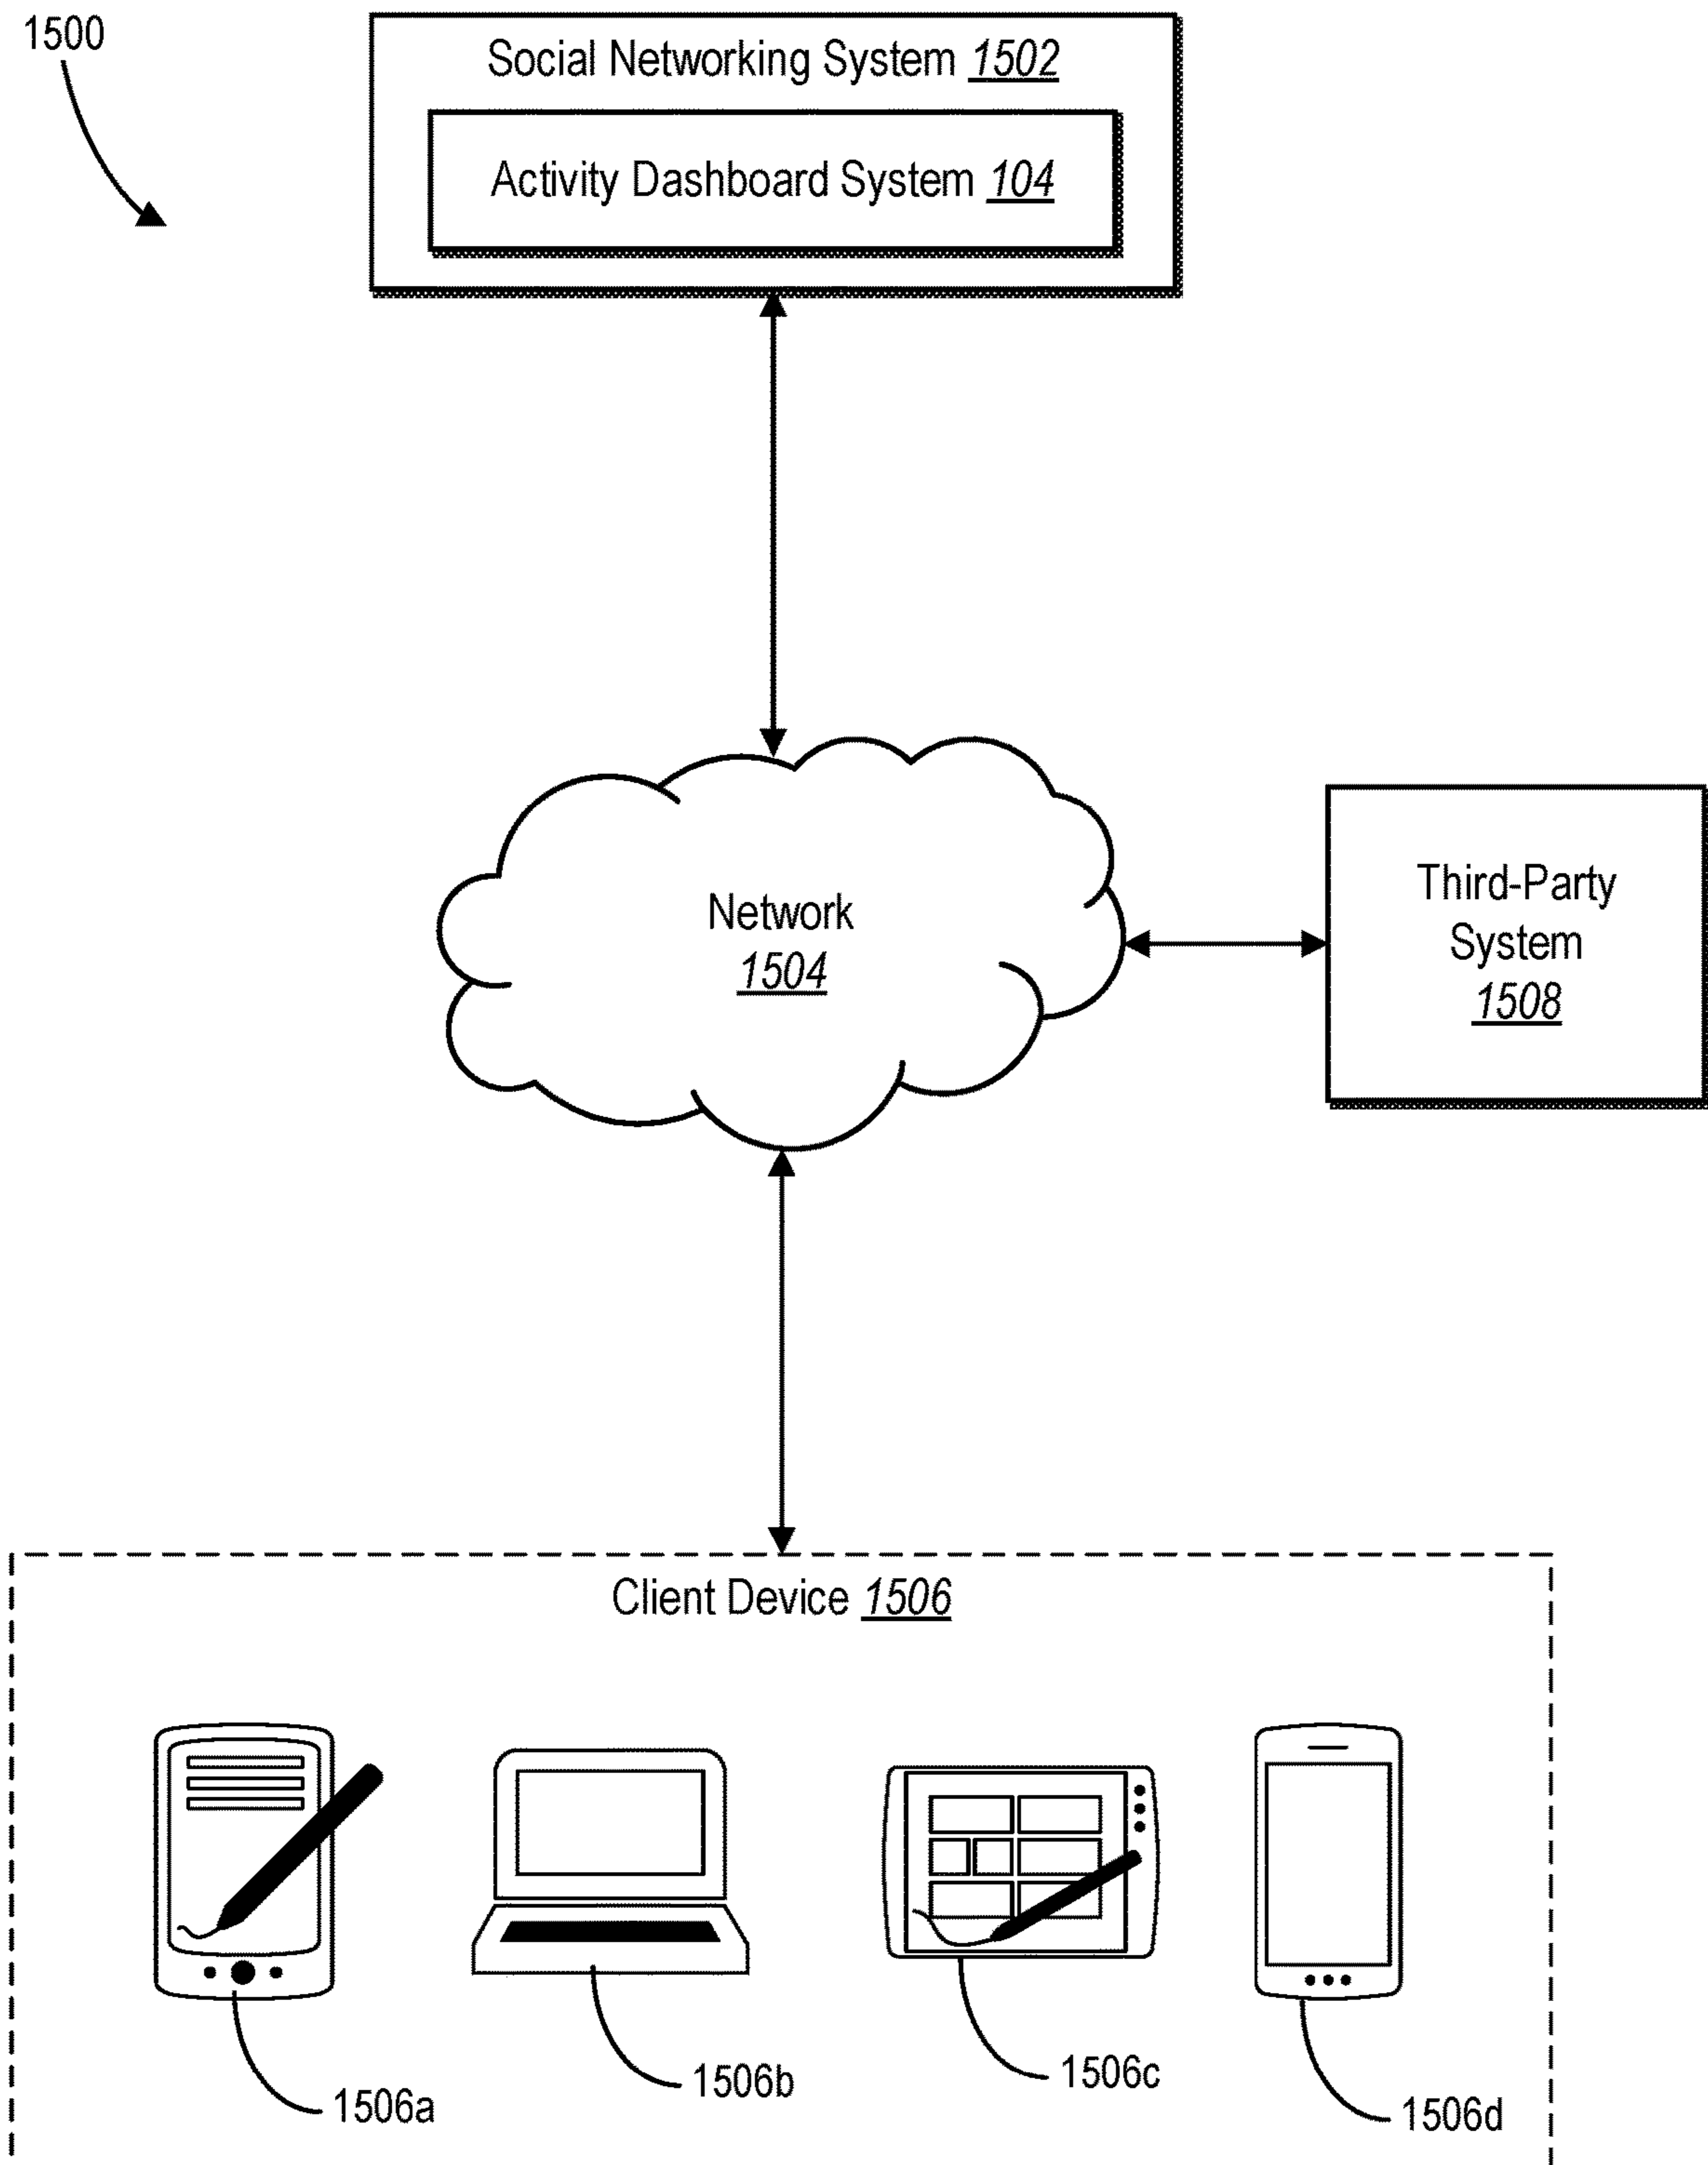 1500
Social Networking System 1502
Activity Dashboard System 104
Network
1504
Third-Party
System
1508
Client Device 1506
1506a
1506b
1506c
1506d